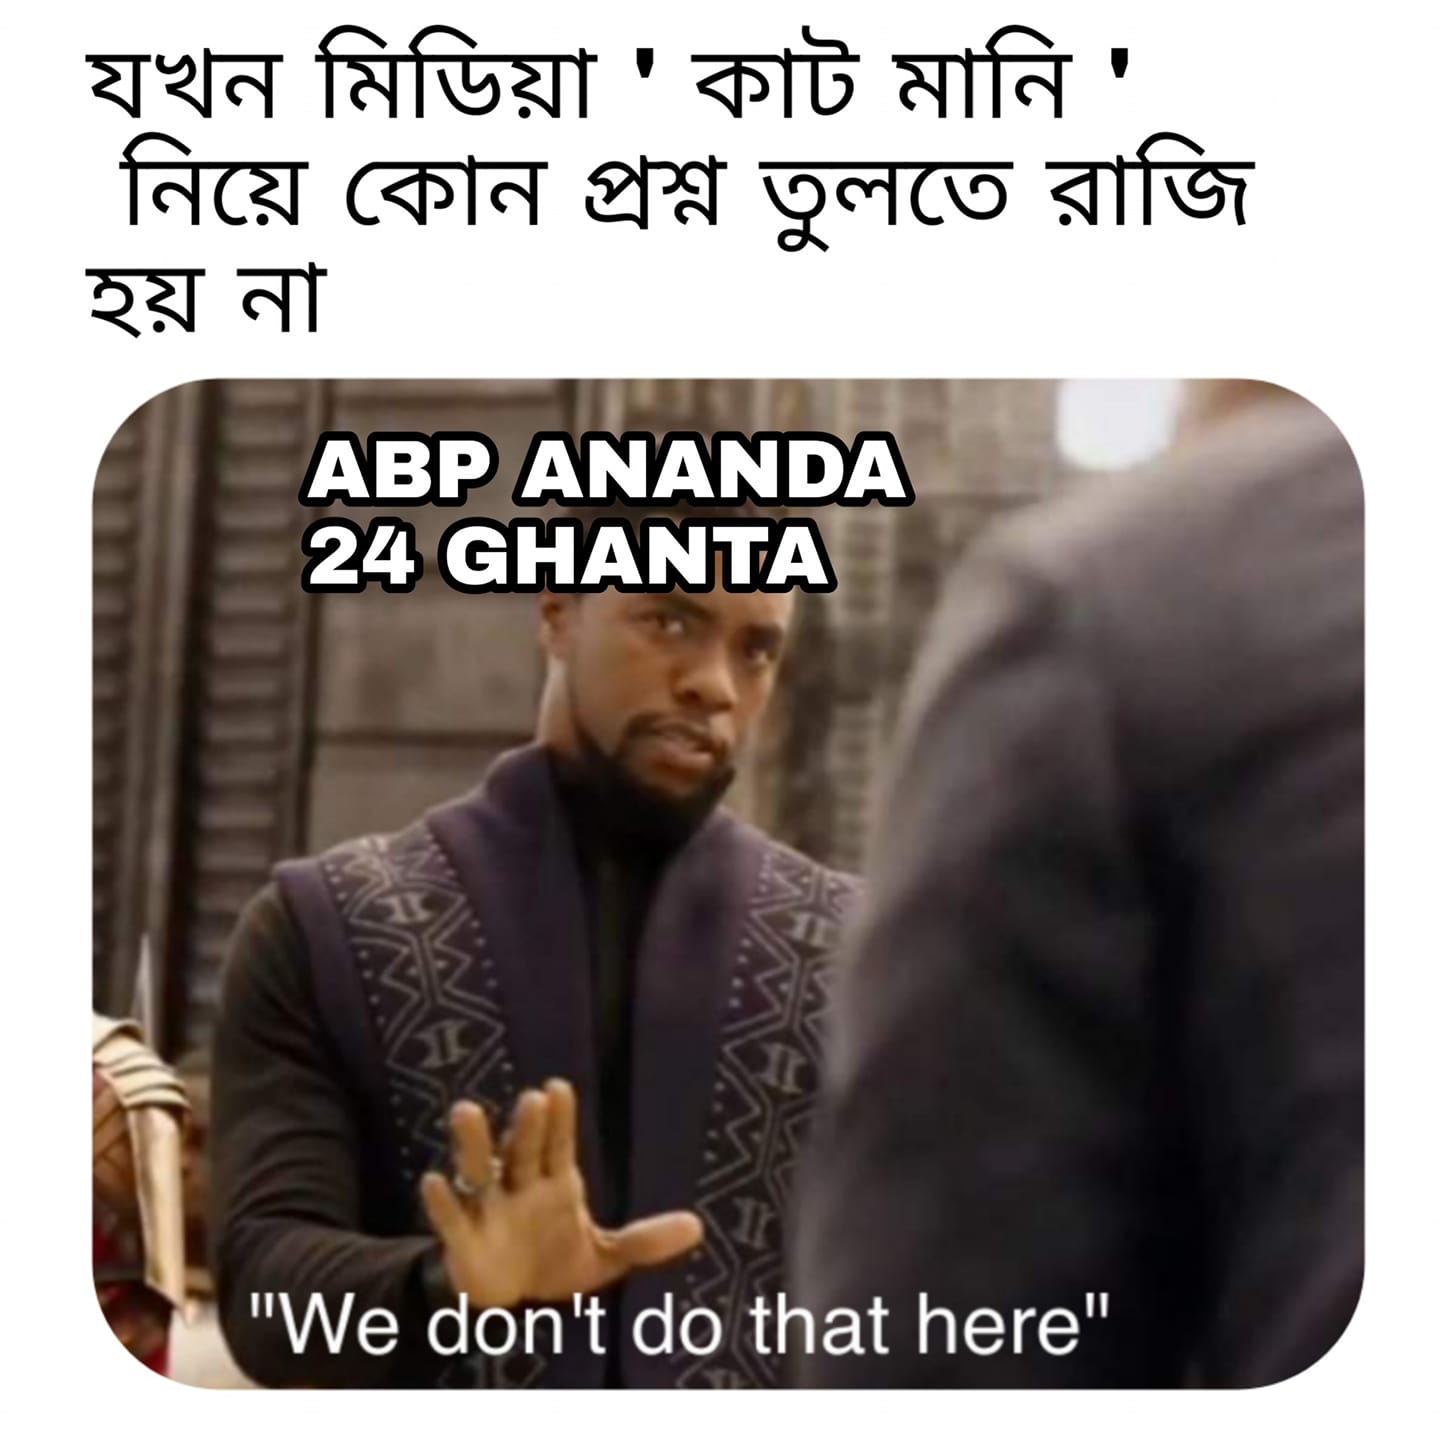 যখন মিডিয়া ' কাট মানি '
নিয়ে কোন প্রশ্ন তুলতে রাজি
হয় না
ABP ANANDA
24 GHANTA
"We don't do that here"